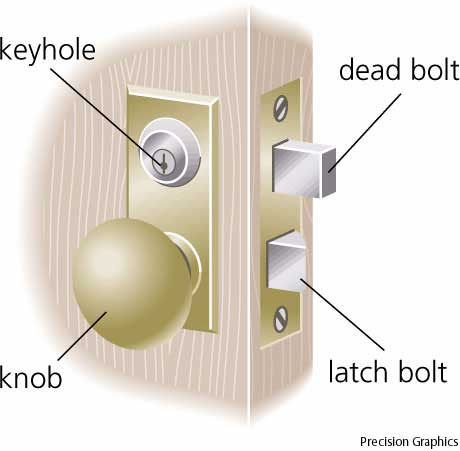 keyhole
dead bolt
knob
latch bolt
Precision Graphics